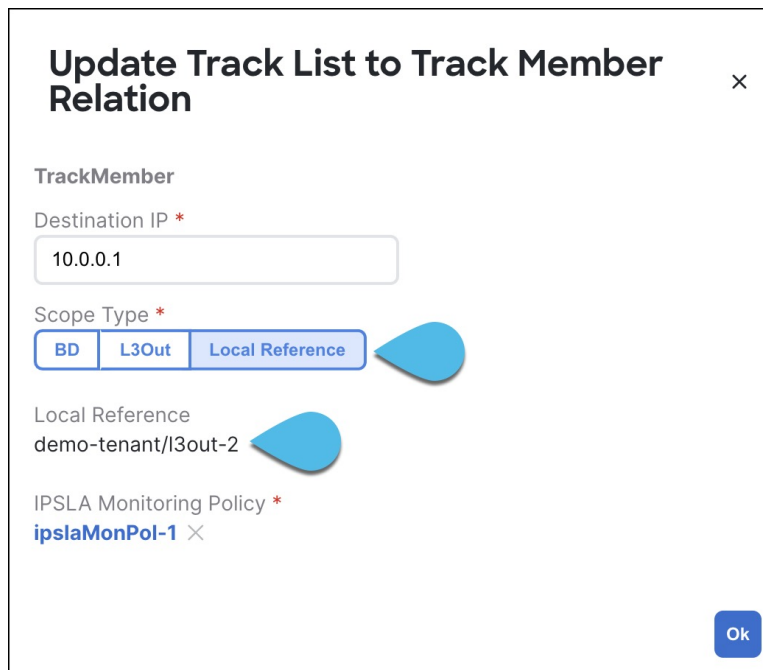 Update Track List to Track Member
Relation
TrackMember
Destination IP *
10.0.0.1
Scope Type *
BD L3Out Local Reference
Local Reference
demo-tenant/l3out-2
IPSLA Monitoring Policy *
ipslaMonPol-1
Ok